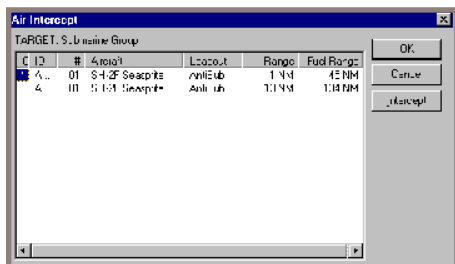 Air Intercept
TARGET: Submarine Group
OK
ID # Aircraft Loadout Range Fuel Range
A... 01 SH-2F Seasprite AntiSub 1 NM NM
A 01 SH-2F Seasprite AntiSub NM NM
Cancel
Intercept